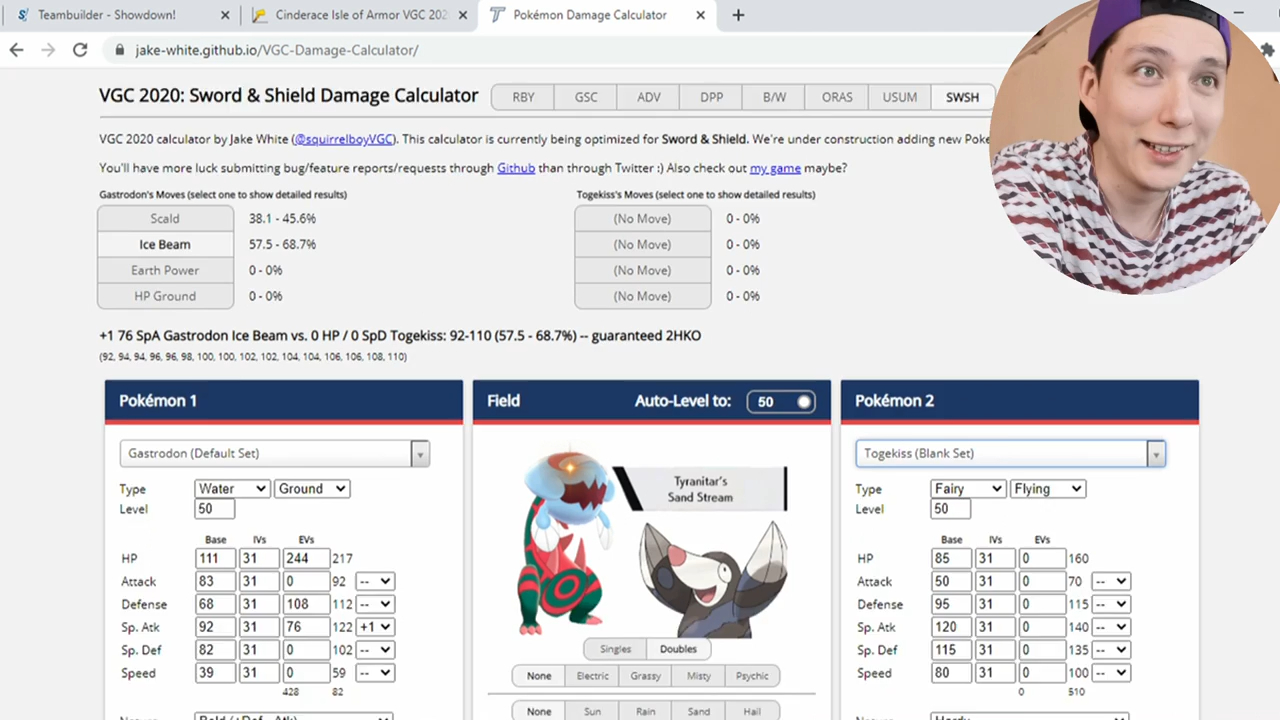 Teambuilder - Showdown!
Cinderace Isle of Armor VGC 202
Pokémon Damage Calculator
jake-white.github.io/VGC-Damage-Calculator/
VGC 2020: Sword & Shield Damage Calculator
RBY GSC ADV DPP B/W ORAS USUM SWSH
VGC 2020 calculator by Jake White (@squirrelboyVGC). This calculator is currently being optimized for Sword & Shield. We're under construction adding new Poke
You'll have more luck submitting bug/feature reports/requests through Github than through Twitter :) Also check out my game maybe?
Gastrodon's Moves (select one to show detailed results)
Scald 38.1 - 45.6%
Ice Beam 57.5 - 68.7%
Earth Power 0 - 0%
HP Ground 0 - 0%
Togekiss's Moves (select one to show detailed results)
(No Move) 0 - 0%
(No Move) 0 - 0%
(No Move) 0 - 0%
(No Move) 0 - 0%
+1 76 SpA Gastrodon Ice Beam vs. 0 HP / 0 SpD Togekiss: 92-110 (57.5 - 68.7%) -- guaranteed 2HKO
(92, 94, 94, 96, 96, 98, 100, 100, 102, 102, 104, 104, 106, 106, 108, 110)
Pokémon 1
Gastrodon (Default Set)
Type Water Ground
Level 50
Base IVs EVs
HP 111 31 244 217
Attack 83 31 0 92 --
Defense 68 31 108 112 --
Sp. Atk 92 31 76 122 +1
Sp. Def 82 31 0 102 --
Speed 39 31 0 59 --
428 82
Field Auto-Level to: 50
Tyranitar's
Sand Stream
Singles Doubles
None Electric Grassy Misty Psychic
None Sun Rain Sand Hail
Pokémon 2
Togekiss (Blank Set)
Type Fairy Flying
Level 50
Base IVs EVs
HP 85 31 0 160
Attack 50 31 0 70 --
Defense 95 31 0 115 --
Sp. Atk 120 31 0 140 --
Sp. Def 115 31 0 135 --
Speed 80 31 0 100 --
0 510